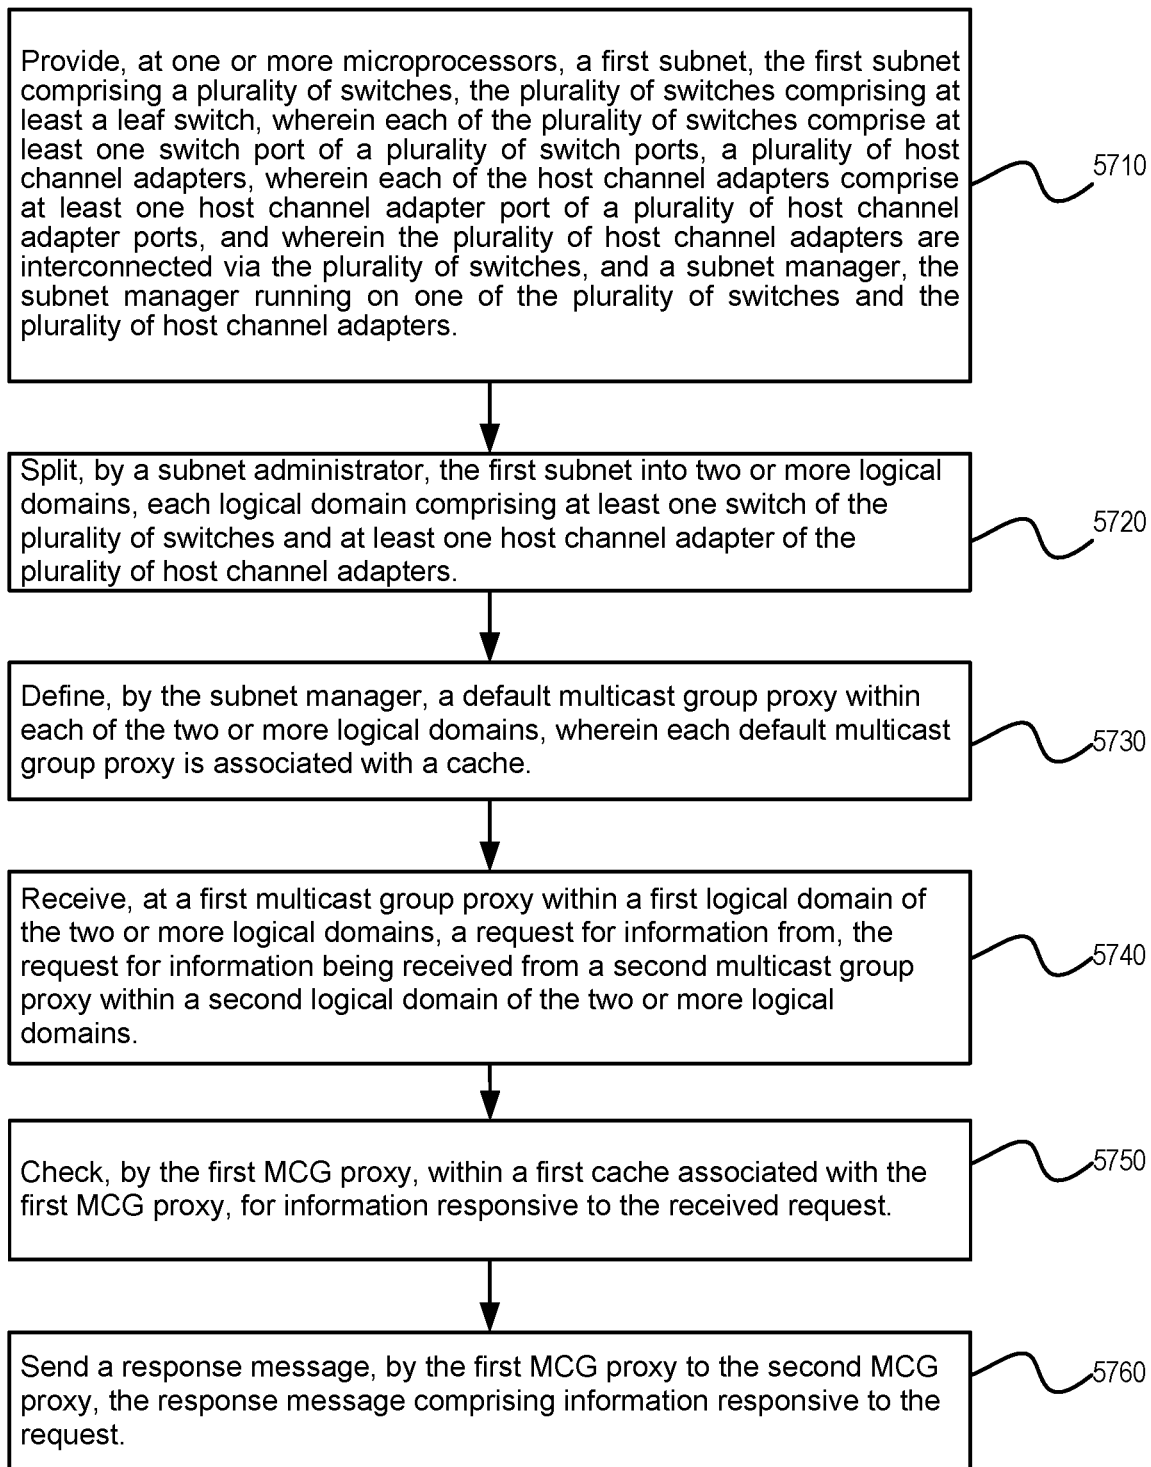 Provide, at one or more microprocessors, a first subnet, the first subnet
comprising a plurality of switches, the plurality of switches comprising at
least a leaf switch, wherein each of the plurality of switches comprise at
least one switch port of a plurality of switch ports, a plurality of host
channel adapters, wherein each of the host channel adapters comprise
at least one host channel adapter port of a plurality of host channel
adapter ports, and wherein the plurality of host channel adapters are
interconnected via the plurality of switches, and a subnet manager, the
subnet manager running on one of the plurality of switches and the
plurality of host channel adapters.
5710
Split, by a subnet administrator, the first subnet into two or more logical
domains, each logical domain comprising at least one switch of the
plurality of switches and at least one host channel adapter of the
plurality of host channel adapters.
5720
Define, by the subnet manager, a default multicast group proxy within
each of the two or more logical domains, wherein each default multicast
group proxy is associated with a cache.
5730
Receive, at a first multicast group proxy within a first logical domain of
the two or more logical domains, a request for information from, the
request for information being received from a second multicast group
proxy within a second logical domain of the two or more logical
domains.
5740
Check, by the first MCG proxy, within a first cache associated with the
first MCG proxy, for information responsive to the received request.
5750
Send a response message, by the first MCG proxy to the second MCG
proxy, the response message comprising information responsive to the
request.
5760